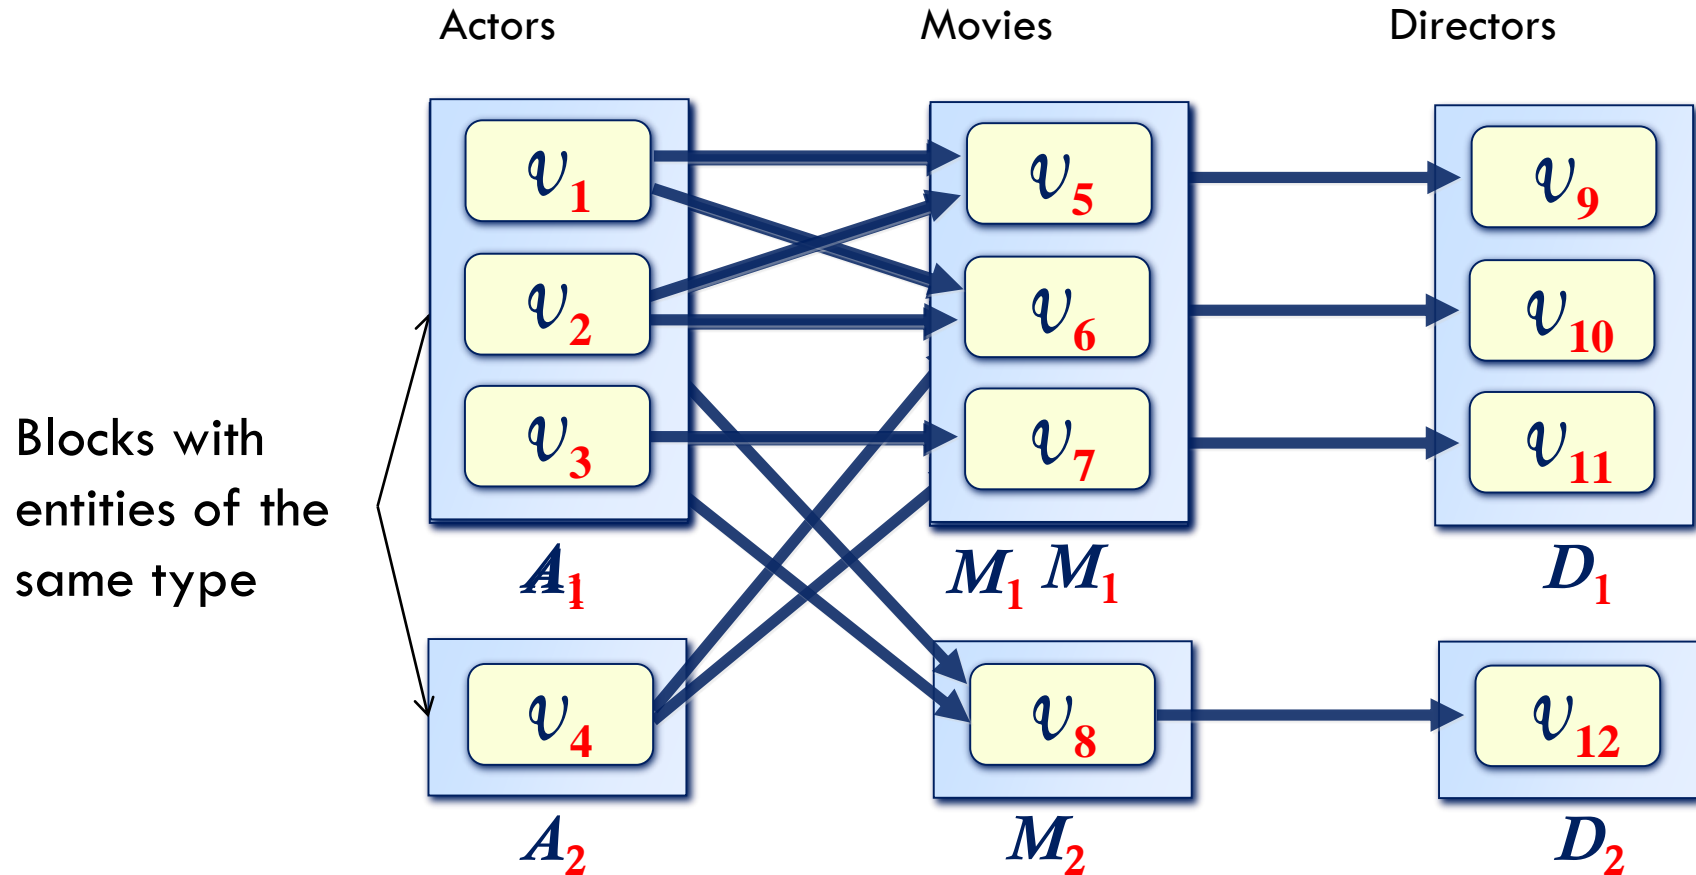 Actors Movies Directors
v1 v5 v9
v2 v6 v10
v3 v7 v11
Blocks with
entities of the
same type
A1 M1 M1 D1
v4 v8 v12
A2 M2 D2